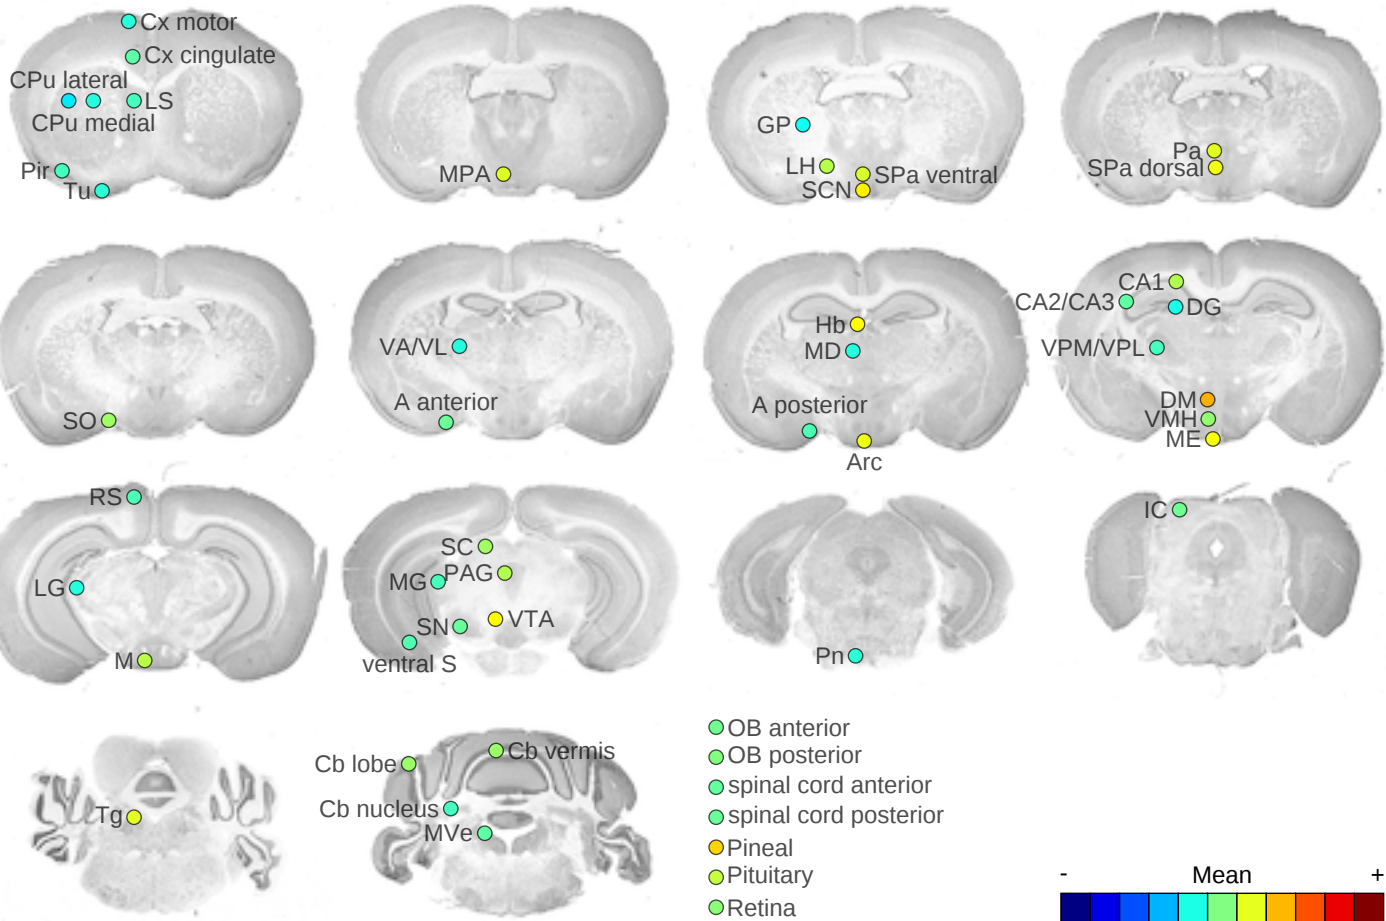 Cx motor
Cx cingulate
CPu lateral
LS
CPu medial
Pir
Tu
MPA
GP
LH
SPa ventral
SCN
Pa
SPa dorsal
SO
VA/VL
A anterior
Hb
MD
A posterior
Arc
CA1
CA2/CA3
DG
VPM/VPL
DM
VMH
ME
RS
LG
M
SC
MG
PAG
SN
VTA
ventral S
Pn
IC
Tg
Cb lobe
Cb vermis
Cb nucleus
MVe
OB anterior
OB posterior
spinal cord anterior
spinal cord posterior
Pineal
Pituitary
Retina
- Mean +